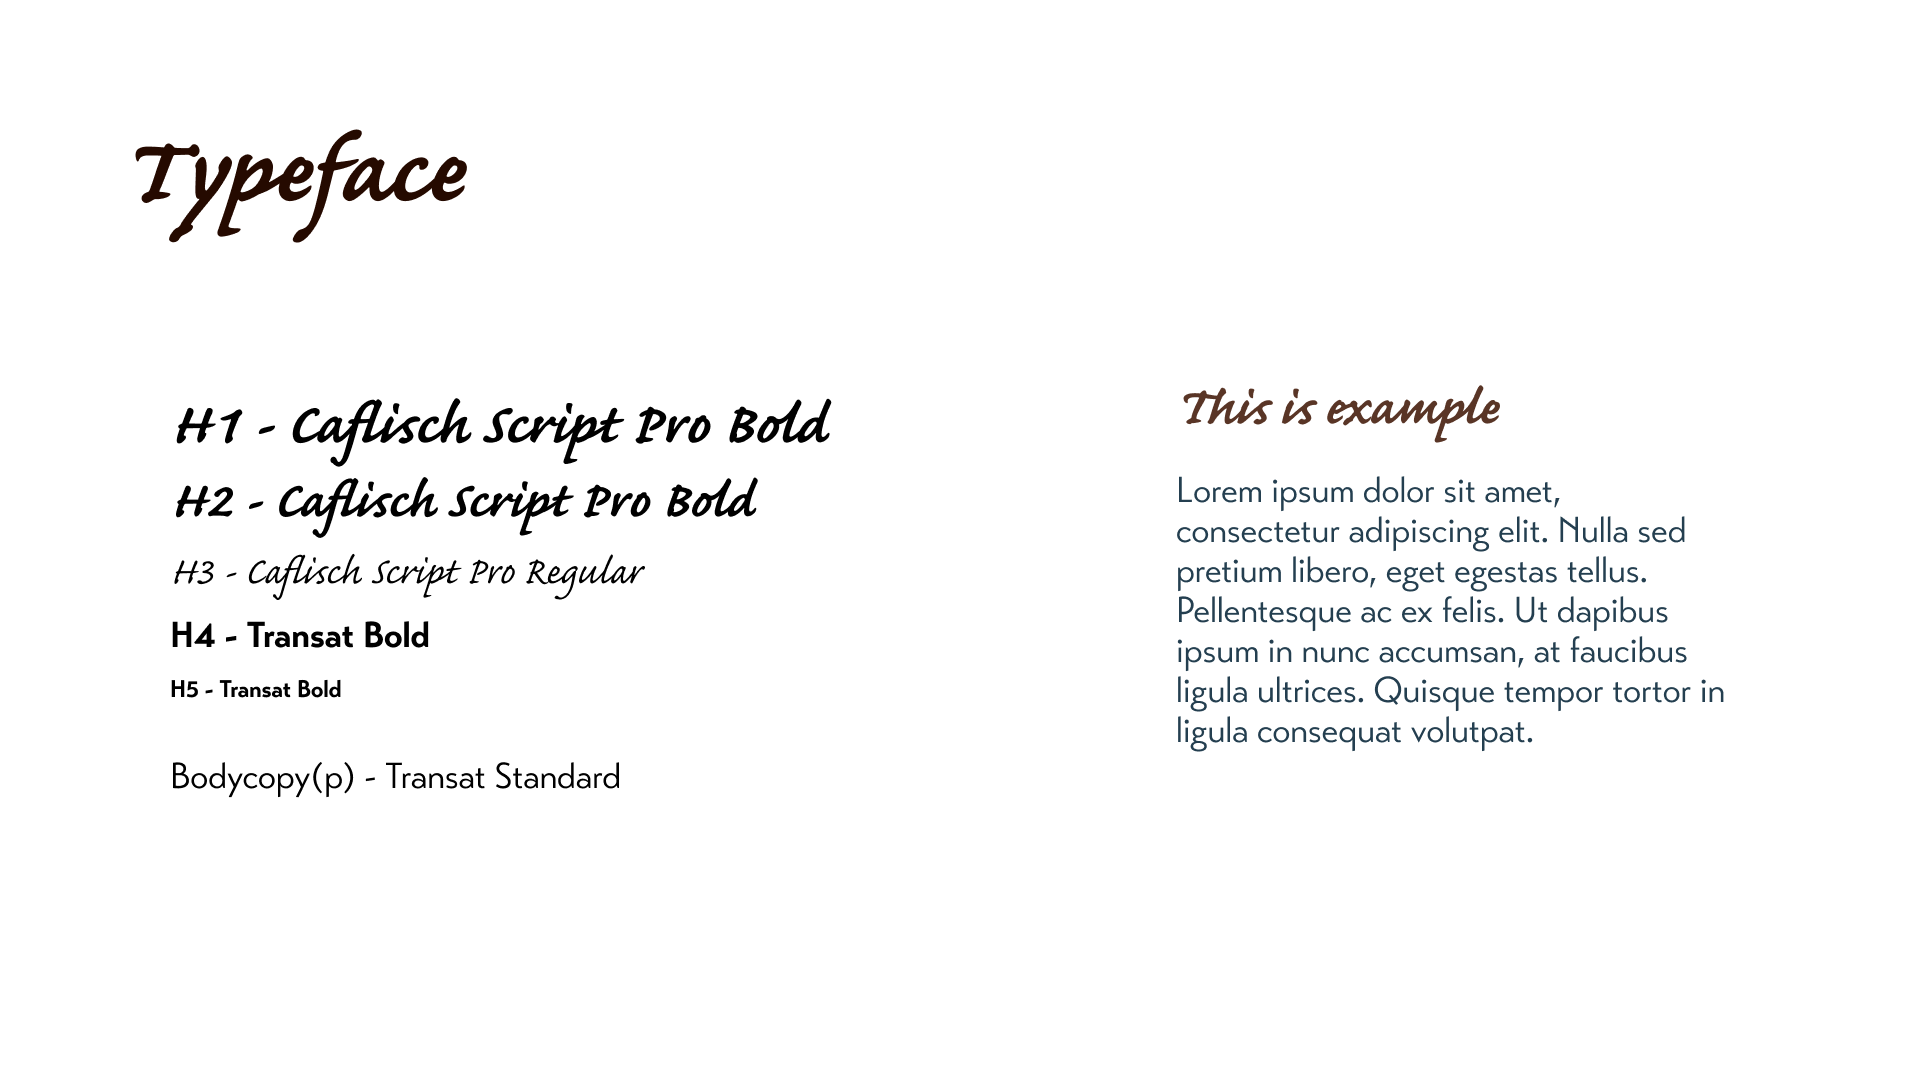 Typeface
H1 - Caflisch Script Pro Bold
H2 - Caflisch Script Pro Bold
H3 - Caflisch Script Pro Regular
H4 - Transat Bold
H5 - Transat Bold
Bodycopy(p) - Transat Standard
This is example
Lorem ipsum dolor sit amet,
consectetur adipiscing elit. Nulla sed
pretium libero, eget egestas tellus.
Pellentesque ac ex felis. Ut dapibus
ipsum in nunc accumsan, at faucibus
ligula ultrices. Quisque tempor tortor in
ligula consequat volutpat.